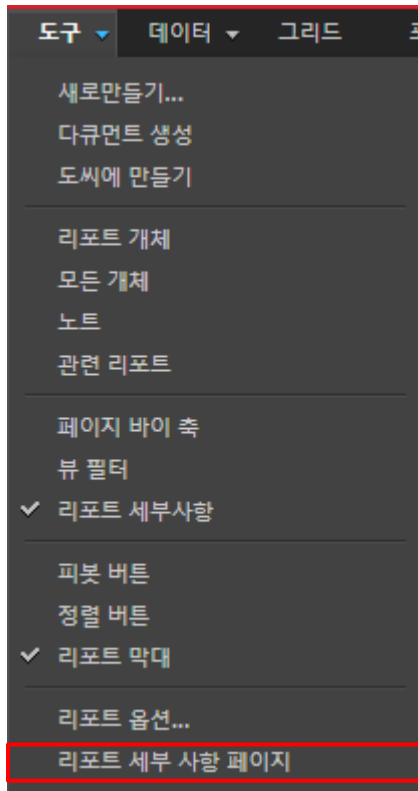 도구 데이터 그리드
새로만들기...
다큐먼트 생성
도씨에 만들기
리포트 개체
모든 개체
노트
관련 리포트
페이지 바이 축
뷰 필터
리포트 세부사항
피봇 버튼
정렬 버튼
리포트 막대
리포트 옵션...
리포트 세부 사항 페이지